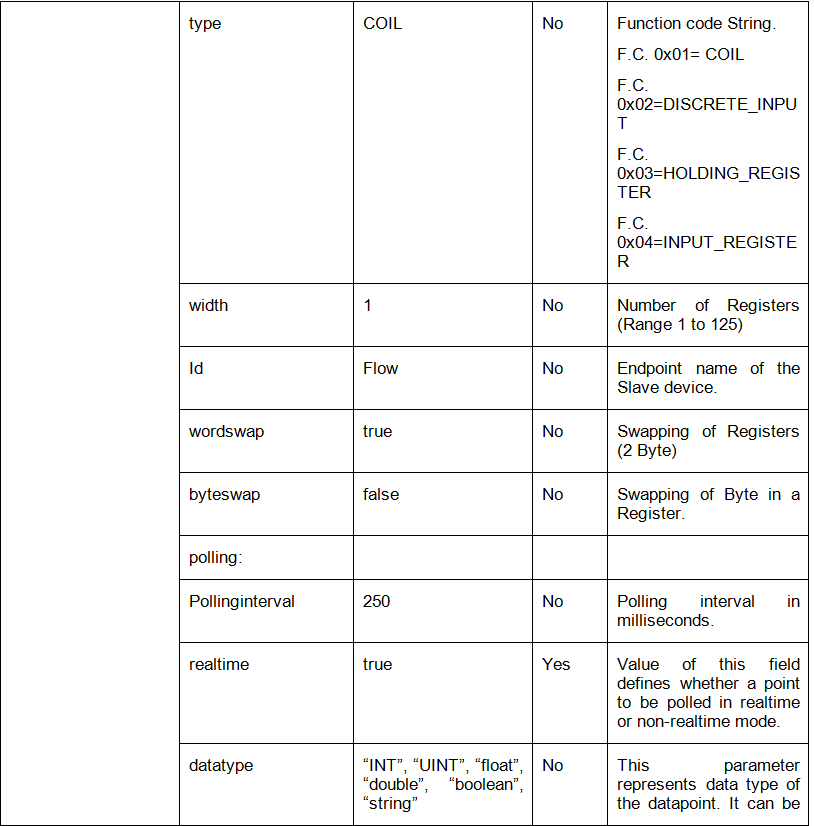 type COIL No Function code String.
F.C. 0x01= COIL
F.C.
0x02=DISCRETE_INPU
T
F.C.
0x03=HOLDING_REGIS
TER
F.C.
0x04=INPUT_REGISTE
R
width 1 No Number of Registers
(Range 1 to 125)
Id Flow No Endpoint name of the
Slave device.
wordswap true No Swapping of Registers
(2 Byte)
byteswap false No Swapping of Byte in a
Register.
polling:
Pollinginterval 250 No Polling interval in
milliseconds.
realtime true Yes Value of this field
defines whether a point
to be polled in realtime
or non-realtime mode.
datatype “INT”, “UINT”, “float”, No This parameter
“double”, “boolean”, represents data type of
“string” the datapoint. It can be